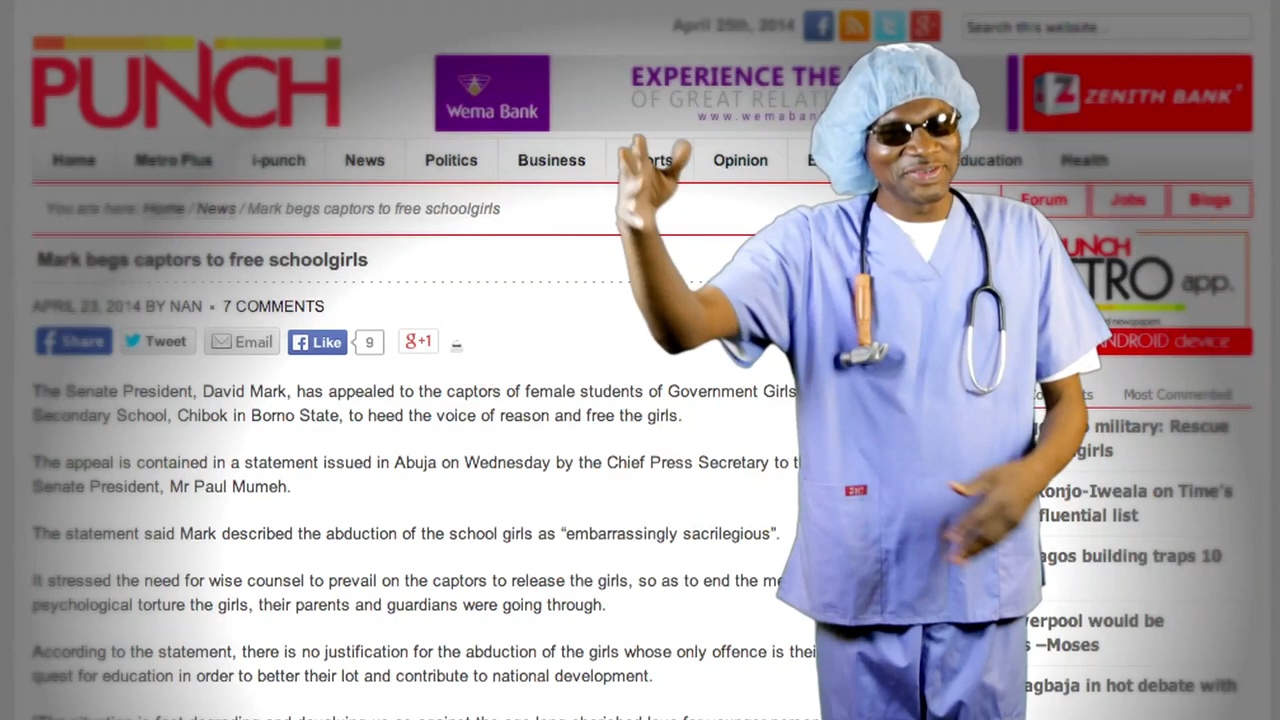 April 25th, 2014
Search this website...
PUNCH
Wema Bank
EXPERIENCE THE
OF GREAT RELATI
www.wemaban
ZENITH BANK
Home Metro Plus i-punch News Politics Business Opinion Education Health
Forum Jobs Blogs
You are here: Home / News / Mark begs captors to free schoolgirls
Mark begs captors to free schoolgirls
PUNCH
TRO app.
ANDROID device
APRIL 23, 2014 BY NAN • 7 COMMENTS
Share Tweet Email Like 9 g+1
The Senate President, David Mark, has appealed to the captors of female students of Government Girls
Secondary School, Chibok in Borno State, to heed the voice of reason and free the girls.
The appeal is contained in a statement issued in Abuja on Wednesday by the Chief Press Secretary to
Senate President, Mr Paul Mumeh.
The statement said Mark described the abduction of the school girls as “embarrassingly sacrilegious”.
It stressed the need for wise counsel to prevail on the captors to release the girls, so as to end the
psychological torture the girls, their parents and guardians were going through.
According to the statement, there is no justification for the abduction of the girls whose only offence is
quest for education in order to better their lot and contribute to national development.
Most Commented
military: Rescue
girls
konjo-Iweala on Time’s
fluential list
agos building traps 10
verpool would be
–Moses
agbaja in hot debate with